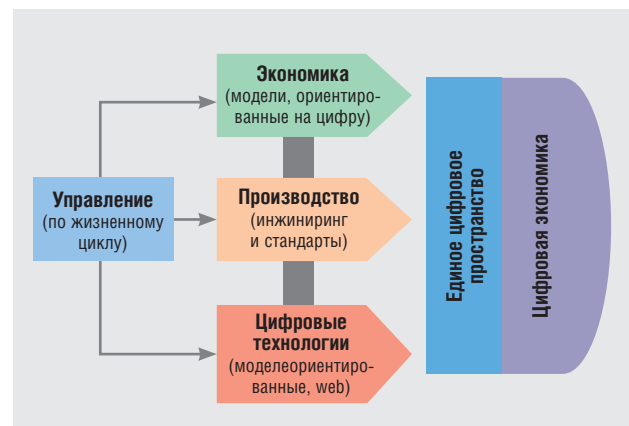 Экономика
(модели, ориентиро-
ванные на цифру)
Управление
(по жизненному
циклу)
Производство
(инжиниринг
и стандарты)
Цифровые
технологии
(моделеориентиро-
ванные, web)
Единое цифровое
пространство
Цифровая экономика